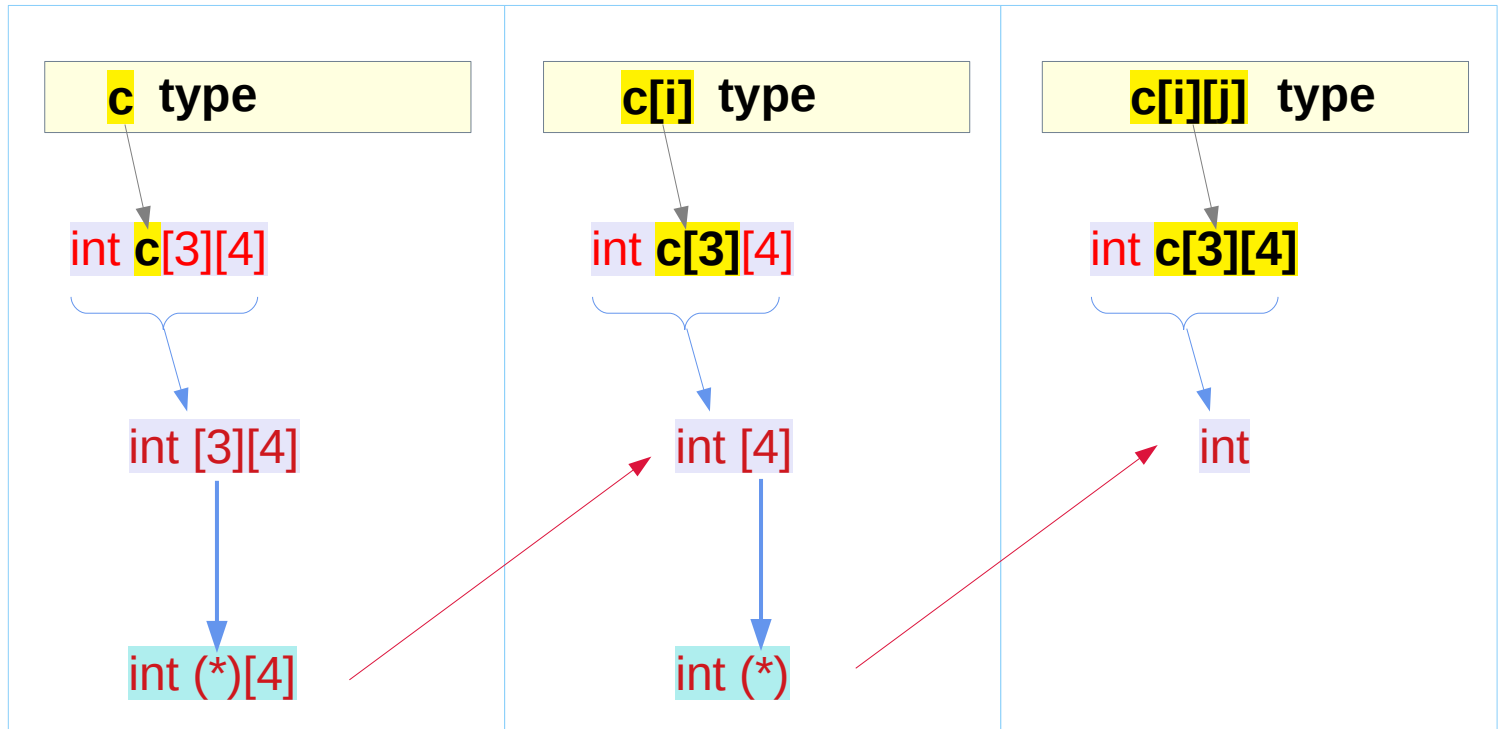 c type
int c[3][4]
int [3][4]
int (*)[4]
c[i] type
int c[3][4]
int [4]
int (*)
c[i][j] type
int c[3][4]
int